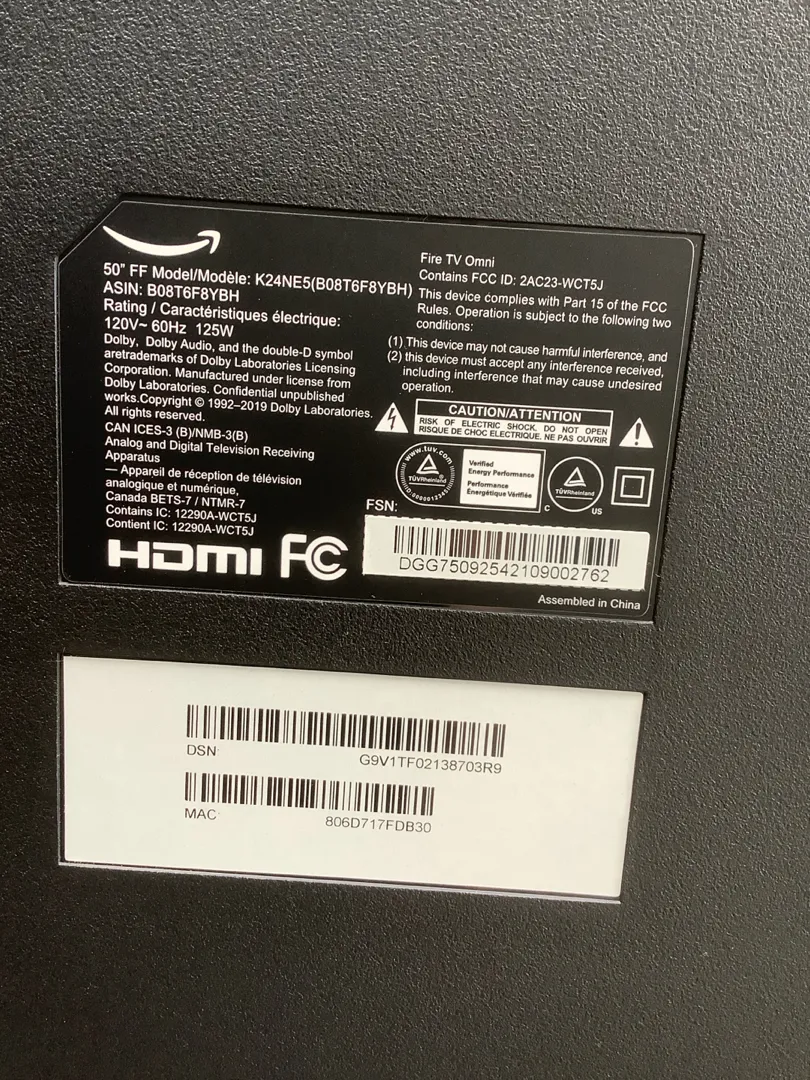 50" FF Model/Modèle: K24NE5(B08T6F8YBH)
ASIN: B08T6F8YBH
Rating / Caractéristiques électrique:
120V~ 60Hz 125W
Dolby, Dolby Audio, and the double-D symbol
aretrademarks of Dolby Laboratories Licensing
Corporation. Manufactured under license from
Dolby Laboratories. Confidential unpublished
works.Copyright © 1992–2019 Dolby Laboratories.
All rights reserved.
CAN ICES-3 (B)/NMB-3(B)
Analog and Digital Television Receiving
Apparatus
— Appareil de réception de télévision
analogique et numérique,
Canada BETS-7 / NTMR-7
Contains IC: 12290A-WCT5J
Contient IC: 12290A-WCT5J
HDMI FC
Fire TV Omni
Contains FCC ID: 2AC23-WCT5J
This device complies with Part 15 of the FCC
Rules. Operation is subject to the following two
conditions:
(1) This device may not cause harmful interference, and
(2) this device must accept any interference received,
including interference that may cause undesired
operation.
CAUTION/ATTENTION
RISK OF ELECTRIC SHOCK. DO NOT OPEN
RISQUE DE CHOC ELECTRIQUE. NE PAS OUVRIR
www.tuv.com
TÜVRheinland
Verified
Energy Performance
Performance
Énergétique Vérifiée
TÜVRheinland
C US
FSN:
DGG75092542109002762
Assembled in China
DSN:
G9V1TF02138703R9
MAC:
806D717FDB30